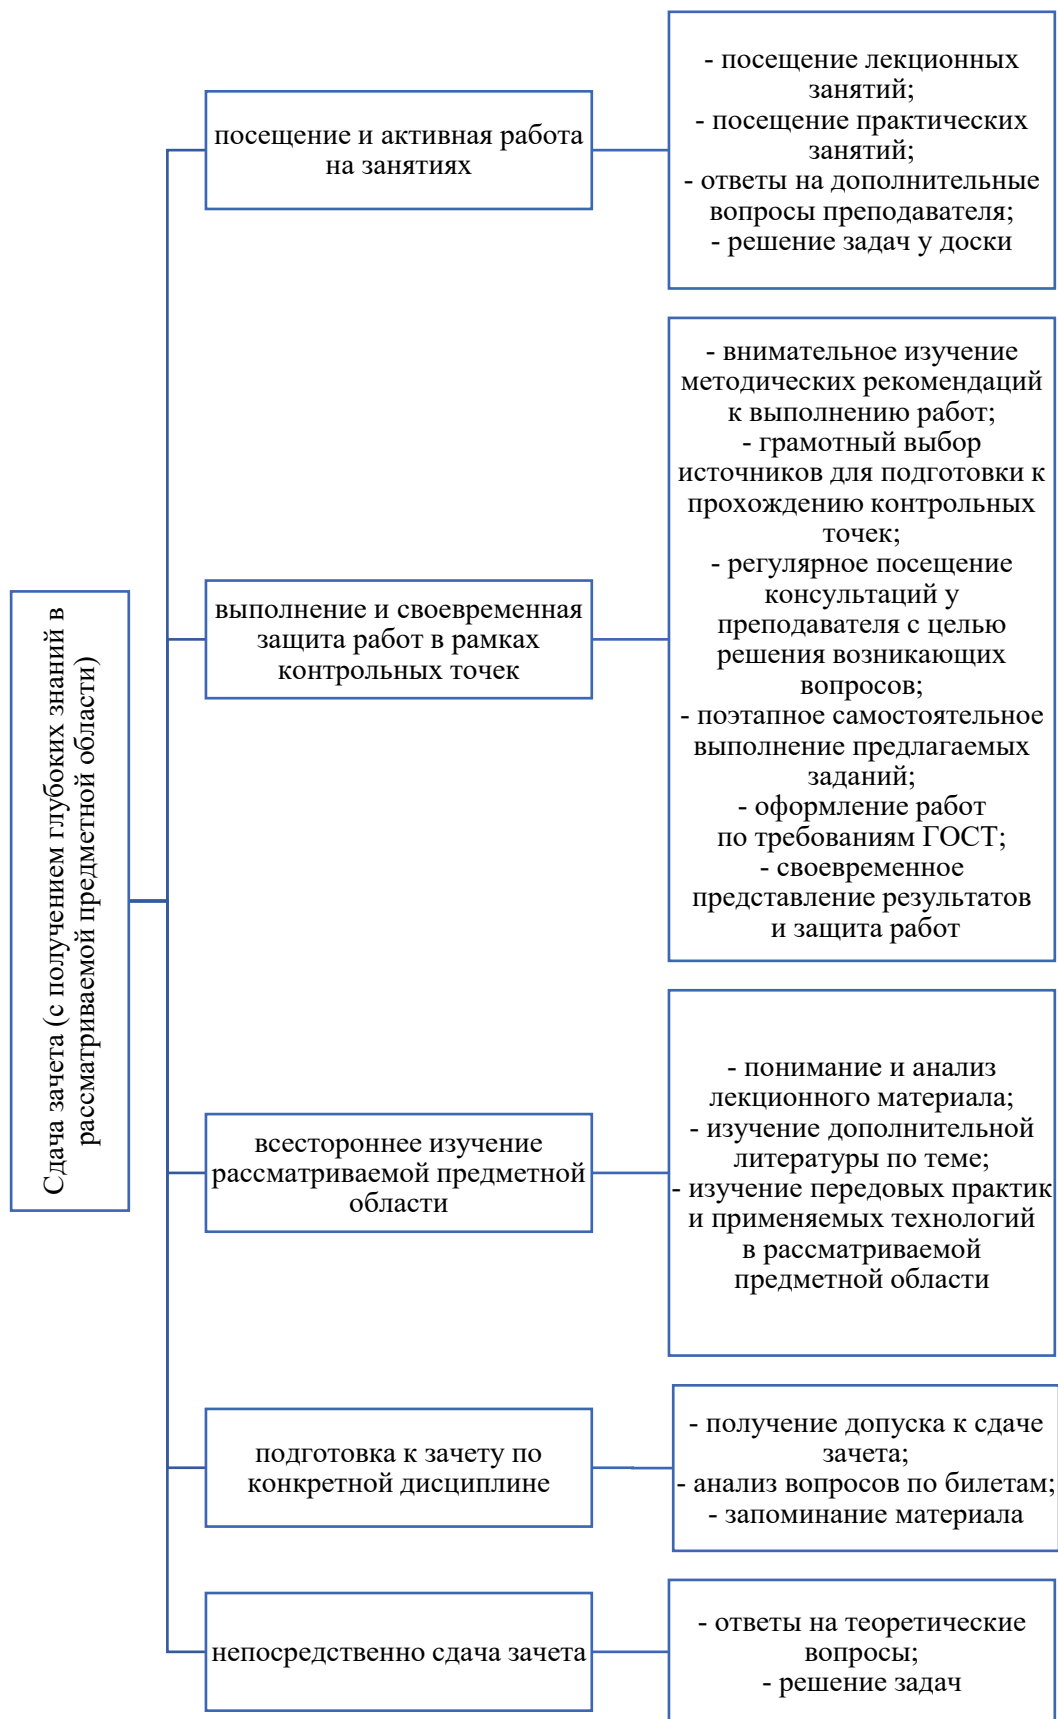 Сдача зачета (с получением глубоких знаний в
рассматриваемой предметной области)
посещение и активная работа
на занятиях
- посещение лекционных
занятий;
- посещение практических
занятий;
- ответы на дополнительные
вопросы преподавателя;
- решение задач у доски
выполнение и своевременная
защита работ в рамках
контрольных точек
- внимательное изучение
методических рекомендаций
к выполнению работ;
- грамотный выбор
источников для подготовки к
прохождению контрольных
точек;
- регулярное посещение
консультаций у
преподавателя с целью
решения возникающих
вопросов;
- поэтапное самостоятельное
выполнение предлагаемых
заданий;
- оформление работ
по требованиям ГОСТ;
- своевременное
представление результатов
и защита работ
всестороннее изучение
рассматриваемой предметной
области
- понимание и анализ
лекционного материала;
- изучение дополнительной
литературы по теме;
- изучение передовых практик
и применяемых технологий
в рассматриваемой
предметной области
подготовка к зачету по
конкретной дисциплине
- получение допуска к сдаче
зачета;
- анализ вопросов по билетам;
- запоминание материала
непосредственно сдача зачета
- ответы на теоретические
вопросы;
- решение задач